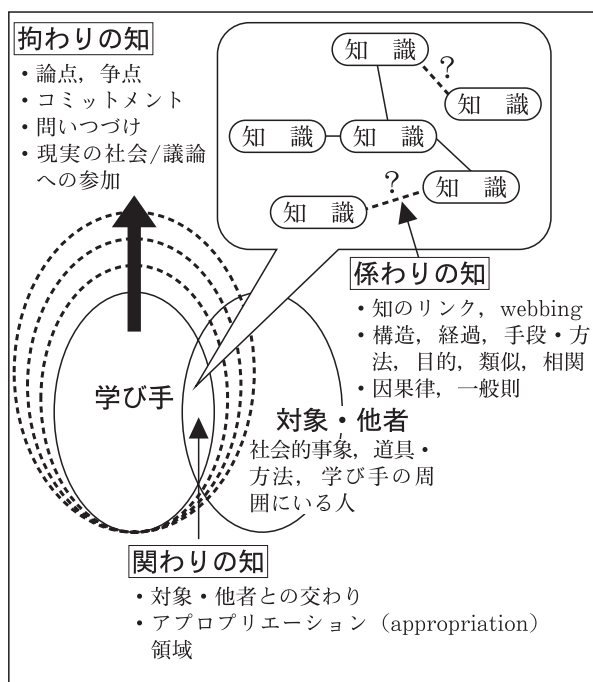 拘わりの知
・論点，争点
・コミットメント
・問いつづけ
・現実の社会/議論
への参加
知　識
?
知　識
知　識
知　識
知　識
?
知　識
係わりの知
・知のリンク，webbing
・構造，経過，手段・方
法，目的，類似，相関
・因果律，一般則
学び手
対象・他者
社会的事象，道具・
方法，学び手の周
囲にいる人
関わりの知
・対象・他者との交わり
・アプロプリエーション（appropriation）
領域